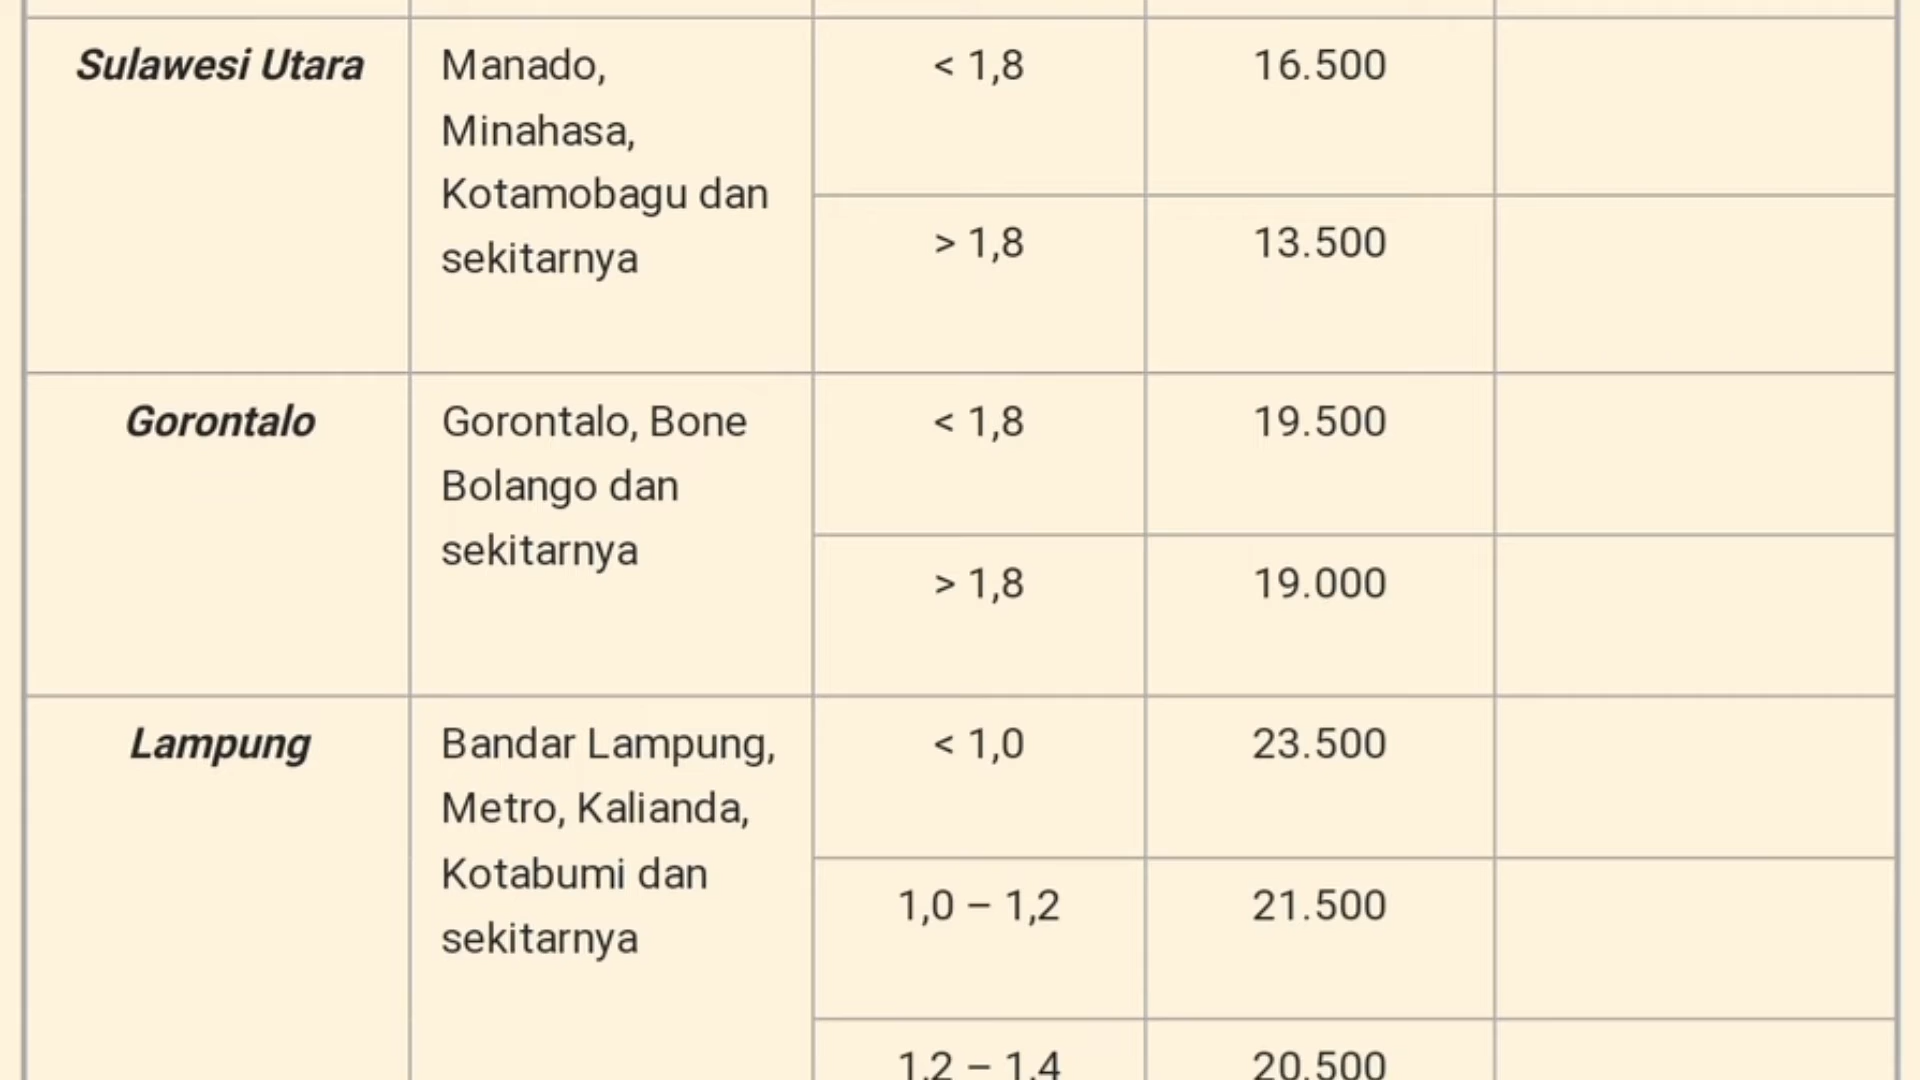 Sulawesi Utara
Manado,
Minahasa,
Kotamobagu dan
sekitarnya
< 1,8
16.500
> 1,8
13.500
Gorontalo
Gorontalo, Bone
Bolango dan
sekitarnya
< 1,8
19.500
> 1,8
19.000
Lampung
Bandar Lampung,
Metro, Kalianda,
Kotabumi dan
sekitarnya
< 1,0
23.500
1,0 – 1,2
21.500
1,2 – 1,4
20.500